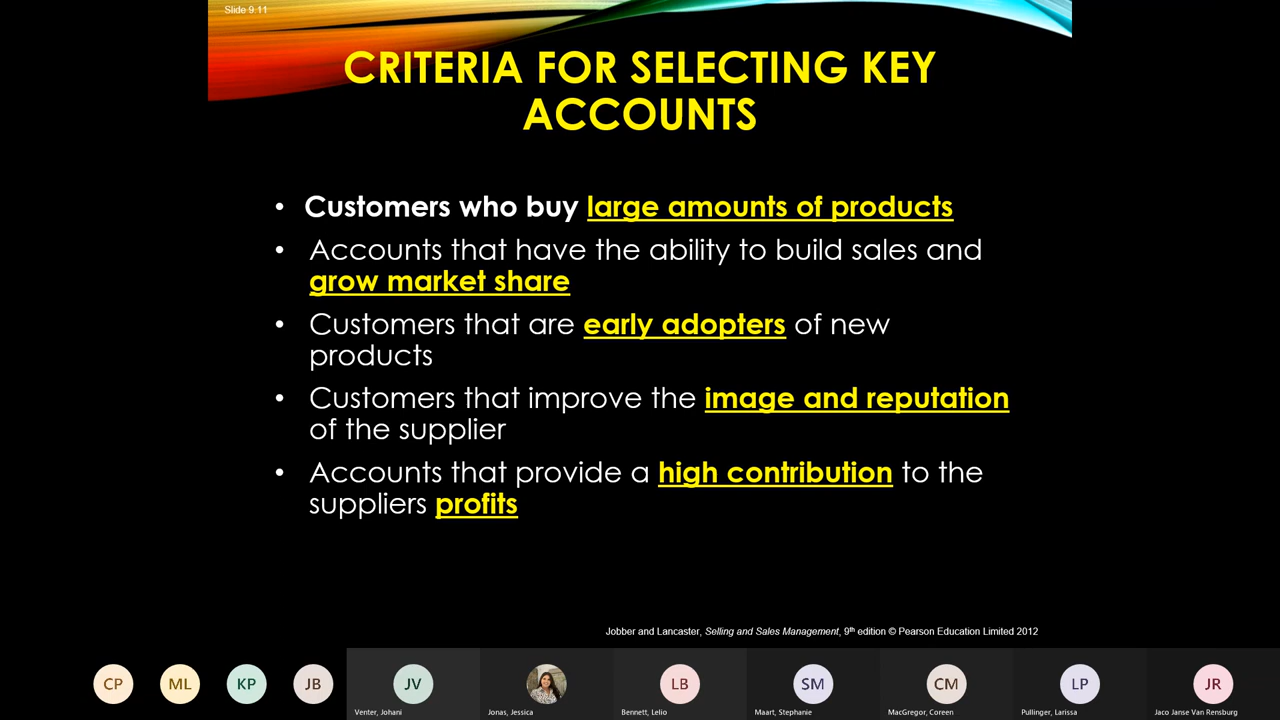 Slide 9.11
CRITERIA FOR SELECTING KEY
ACCOUNTS
• Customers who buy large amounts of products
• Accounts that have the ability to build sales and
grow market share
• Customers that are early adopters of new
products
• Customers that improve the image and reputation
of the supplier
• Accounts that provide a high contribution to the
suppliers profits
Jobber and Lancaster, Selling and Sales Management, 9th edition © Pearson Education Limited 2012
CP ML KP JB JV LB SM CM LP JR
Venter, Johani Jonas, Jessica Bennett, Lelio Maart, Stephanie MacGregor, Coreen Pullinger, Larissa Jaco Janse Van Rensburg